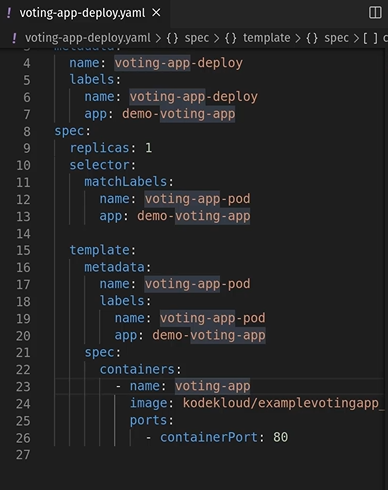 ! voting-app-deploy.yaml ×
! voting-app-deploy.yaml > {} spec > {} template > {} spec > [ ] c
3 metadata:
4 name: voting-app-deploy
5 labels:
6 name: voting-app-deploy
7 app: demo-voting-app
8 spec:
9 replicas: 1
10 selector:
11 matchLabels:
12 name: voting-app-pod
13 app: demo-voting-app
14
15 template:
16 metadata:
17 name: voting-app-pod
18 labels:
19 name: voting-app-pod
20 app: demo-voting-app
21 spec:
22 containers:
23 - name: voting-app
24 image: kodekloud/examplevotingapp_
25 ports:
26 - containerPort: 80
27